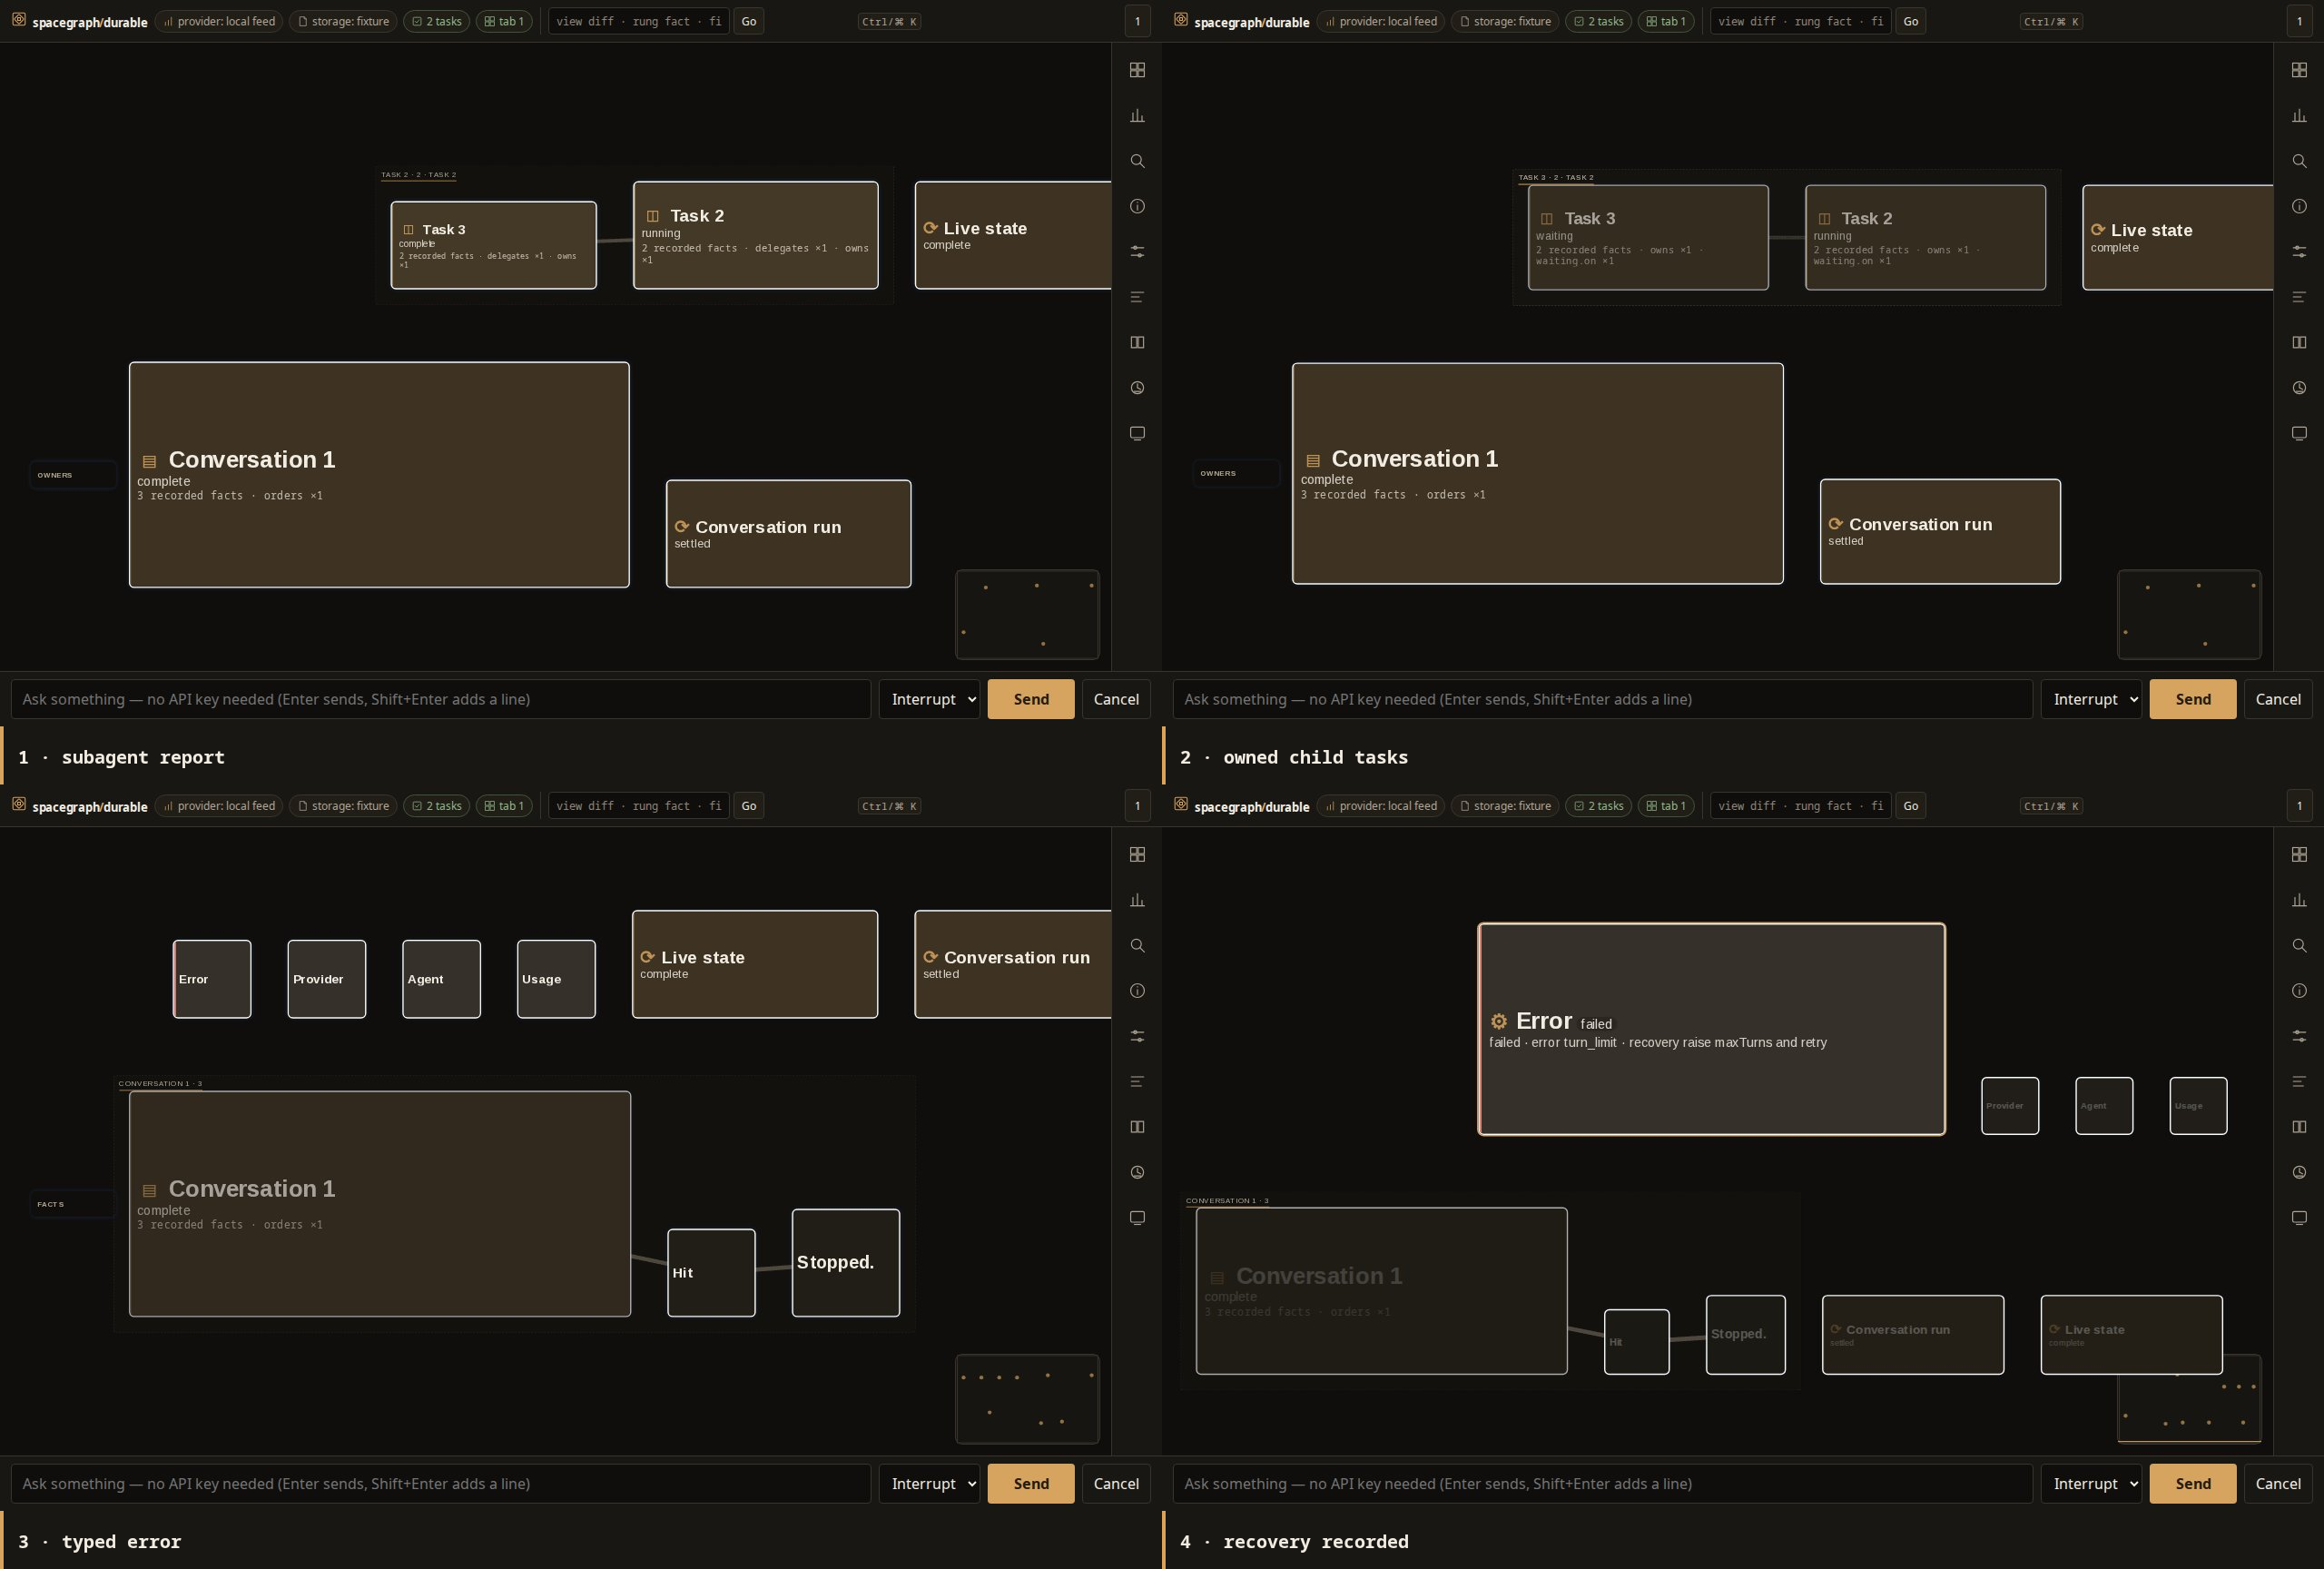 spacegraph/durable provider: local feed storage: fixture 2 tasks tab 1 view diff · rung fact · fi Go Ctrl/⌘ K 1
TASK 2 · 2 · TASK 2
Task 3
complete
2 recorded facts · delegates ×1 · owns
×1
Task 2
running
2 recorded facts · delegates ×1 · owns
×1
Live state
complete
OWNERS
Conversation 1
complete
3 recorded facts · orders ×1
Conversation run
settled
Ask something — no API key needed (Enter sends, Shift+Enter adds a line) Interrupt Send Cancel
1 · subagent report
spacegraph/durable provider: local feed storage: fixture 2 tasks tab 1 view diff · rung fact · fi Go Ctrl/⌘ K 1
TASK 3 · 2 · TASK 2
Task 3
waiting
2 recorded facts · owns ×1 ·
waiting.on ×1
Task 2
running
2 recorded facts · owns ×1 ·
waiting.on ×1
Live state
complete
OWNERS
Conversation 1
complete
3 recorded facts · orders ×1
Conversation run
settled
Ask something — no API key needed (Enter sends, Shift+Enter adds a line) Interrupt Send Cancel
2 · owned child tasks
spacegraph/durable provider: local feed storage: fixture 2 tasks tab 1 view diff · rung fact · fi Go Ctrl/⌘ K 1
Error
Provider
Agent
Usage
Live state
complete
Conversation run
settled
CONVERSATION 1 · 3
FACTS
Conversation 1
complete
3 recorded facts · orders ×1
Hit
Stopped.
Ask something — no API key needed (Enter sends, Shift+Enter adds a line) Interrupt Send Cancel
3 · typed error
spacegraph/durable provider: local feed storage: fixture 2 tasks tab 1 view diff · rung fact · fi Go Ctrl/⌘ K 1
Error failed
failed · error turn_limit · recovery raise maxTurns and retry
Provider
Agent
Usage
CONVERSATION 1 · 3
Conversation 1
complete
3 recorded facts · orders ×1
Hit
Stopped.
Conversation run
settled
Live state
complete
Ask something — no API key needed (Enter sends, Shift+Enter adds a line) Interrupt Send Cancel
4 · recovery recorded